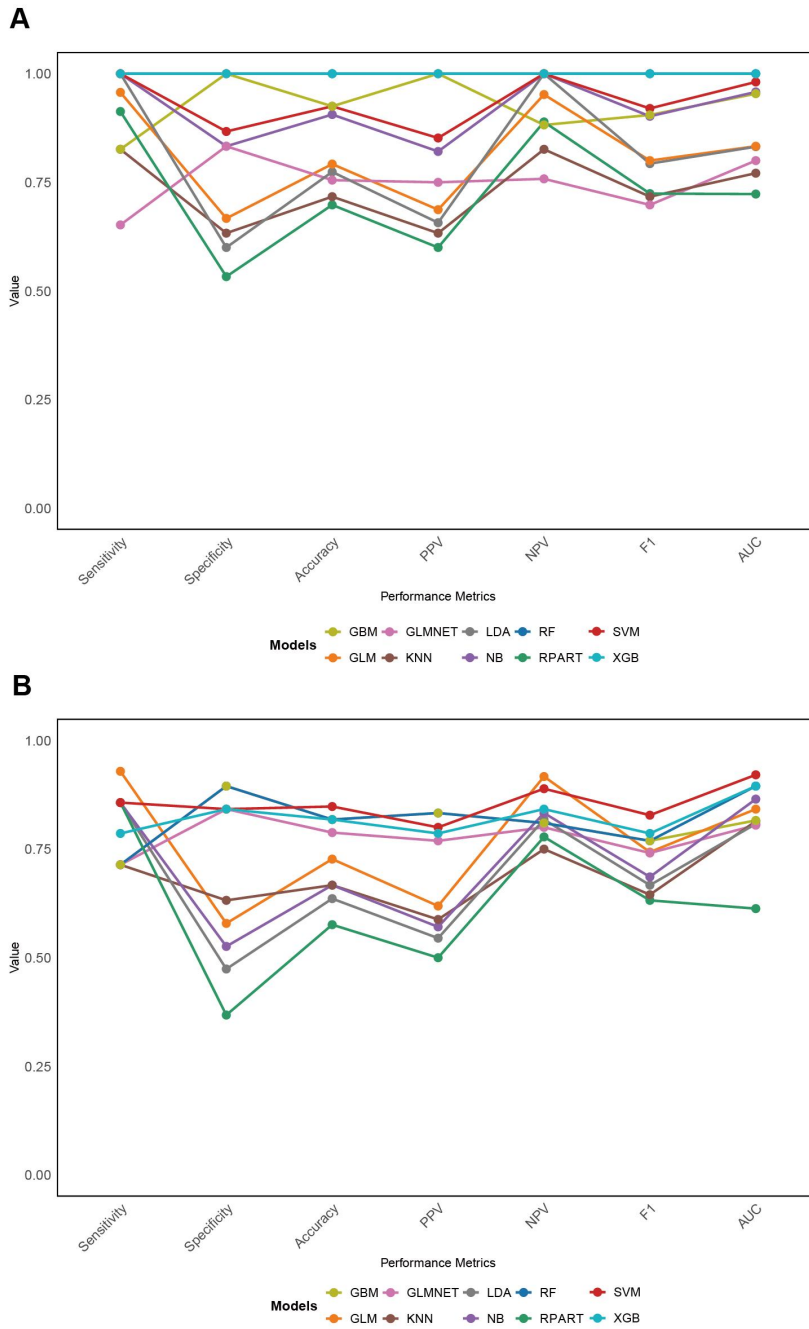 A
1.00
0.75
0.50
0.25
0.00
Value
Sensitivity
Specificity
Accuracy
PPV
NPV
F1
AUC
Performance Metrics
Models
GBM GLMNET LDA RF SVM
GLM KNN NB RPART XGB
B
1.00
0.75
0.50
0.25
0.00
Value
Sensitivity
Specificity
Accuracy
PPV
NPV
F1
AUC
Performance Metrics
Models
GBM GLMNET LDA RF SVM
GLM KNN NB RPART XGB